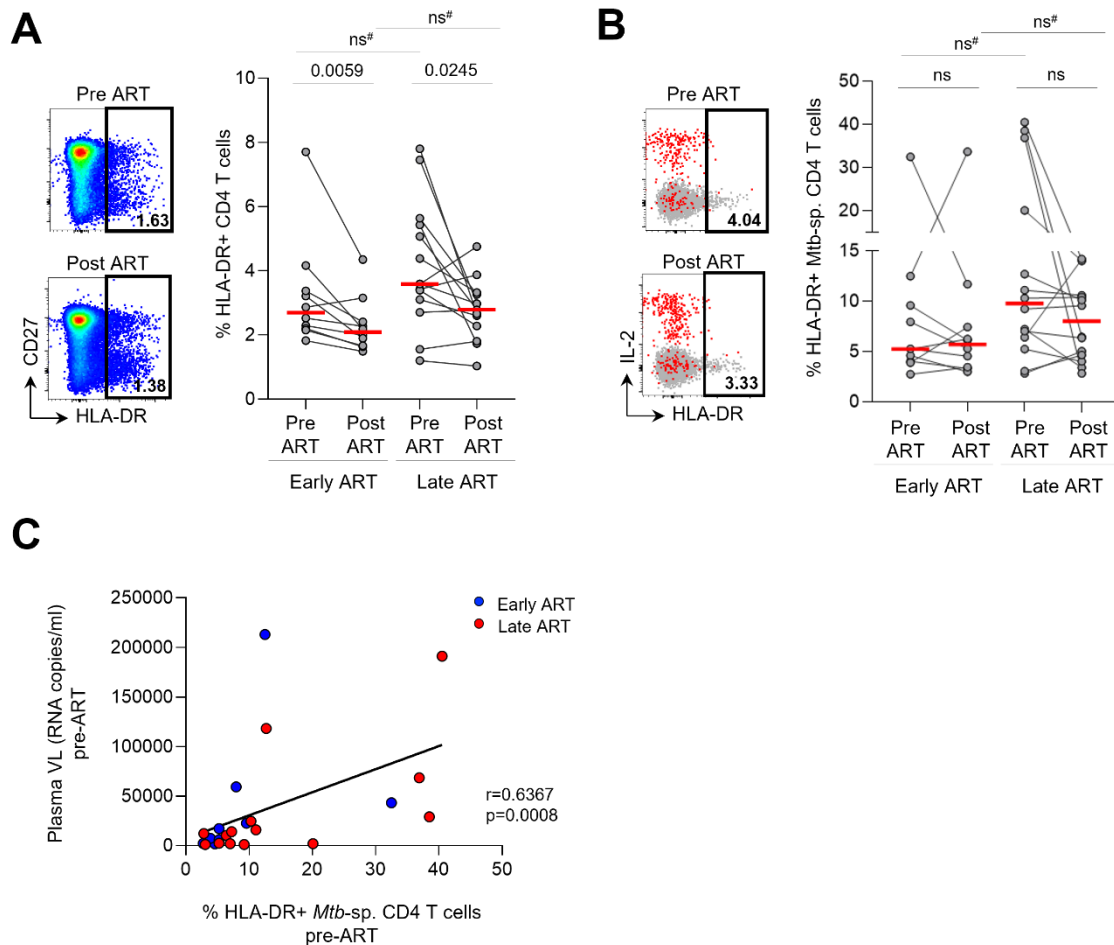 A
ns#
ns#
0.0059
0.0245
Pre ART
1.63
Post ART
1.38
CD27
HLA-DR
% HLA-DR+ CD4 T cells
10
8
6
4
2
0
Pre ART
Post ART
Pre ART
Post ART
Early ART
Late ART
B
ns#
ns#
ns
ns
Pre ART
4.04
Post ART
3.33
IL-2
HLA-DR
% HLA-DR+ Mtb-sp. CD4 T cells
50
40
30
20
15
10
5
0
Pre ART
Post ART
Pre ART
Post ART
Early ART
Late ART
C
Plasma VL (RNA copies/ml)
pre-ART
250000
200000
150000
100000
50000
0
Early ART
Late ART
r=0.6367
p=0.0008
0
10
20
30
40
50
% HLA-DR+ Mtb-sp. CD4 T cells
pre-ART